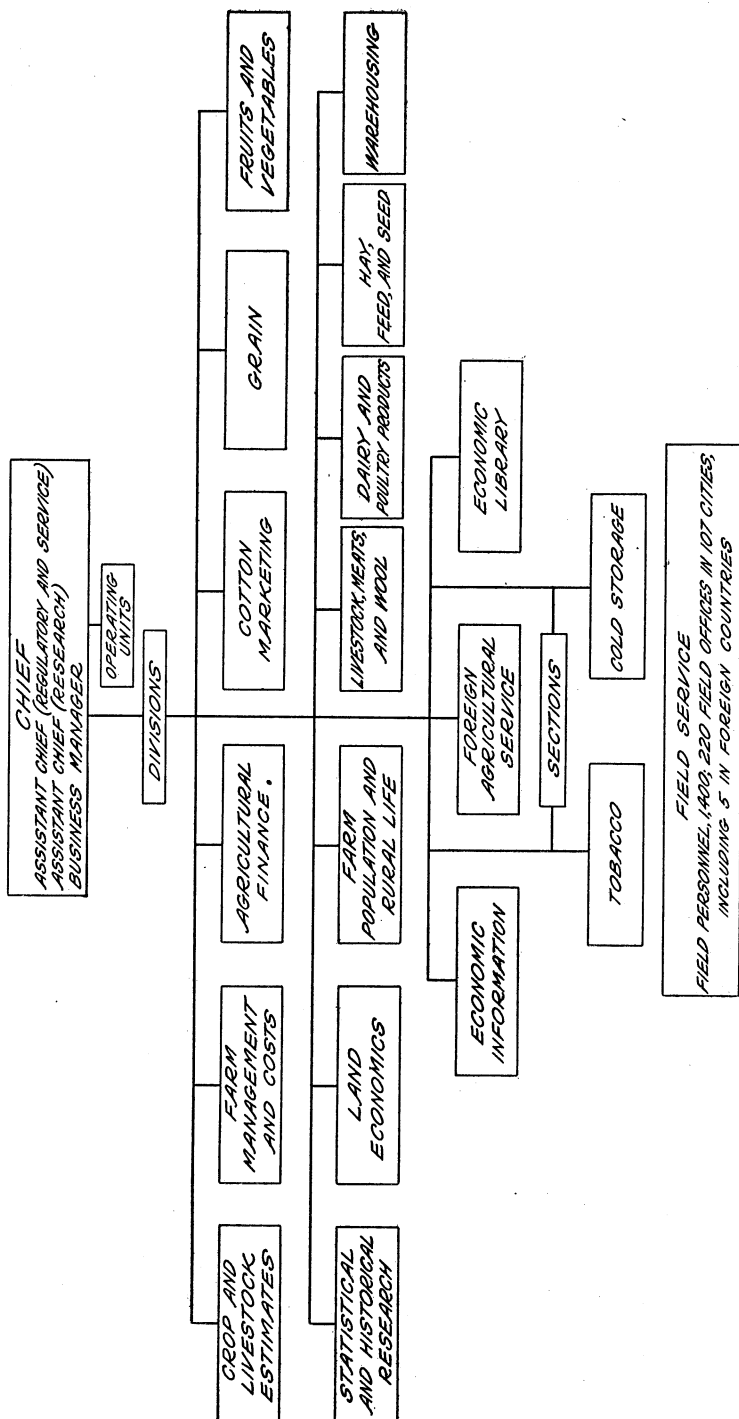 CHIEF
ASSISTANT CHIEF (REGULATORY AND SERVICE)
ASSISTANT CHIEF (RESEARCH)
BUSINESS MANAGER
OPERATING
UNITS
DIVISIONS
CROP AND
LIVESTOCK
ESTIMATES
FARM
MANAGEMENT
AND COSTS
AGRICULTURAL
FINANCE.
COTTON
MARKETING
GRAIN
FRUITS AND
VEGETABLES
STATISTICAL
AND HISTORICAL
RESEARCH
LAND
ECONOMICS
FARM
POPULATION AND
RURAL LIFE
LIVESTOCK, MEATS,
AND WOOL
DAIRY AND
POULTRY PRODUCTS
HAY,
FEED, AND SEED
WAREHOUSING
ECONOMIC
INFORMATION
FOREIGN
AGRICULTURAL
SERVICE
ECONOMIC
LIBRARY
SECTIONS
TOBACCO
COLD STORAGE
FIELD SERVICE
FIELD PERSONNEL, 1,400; 220 FIELD OFFICES IN 107 CITIES,
INCLUDING 5 IN FOREIGN COUNTRIES